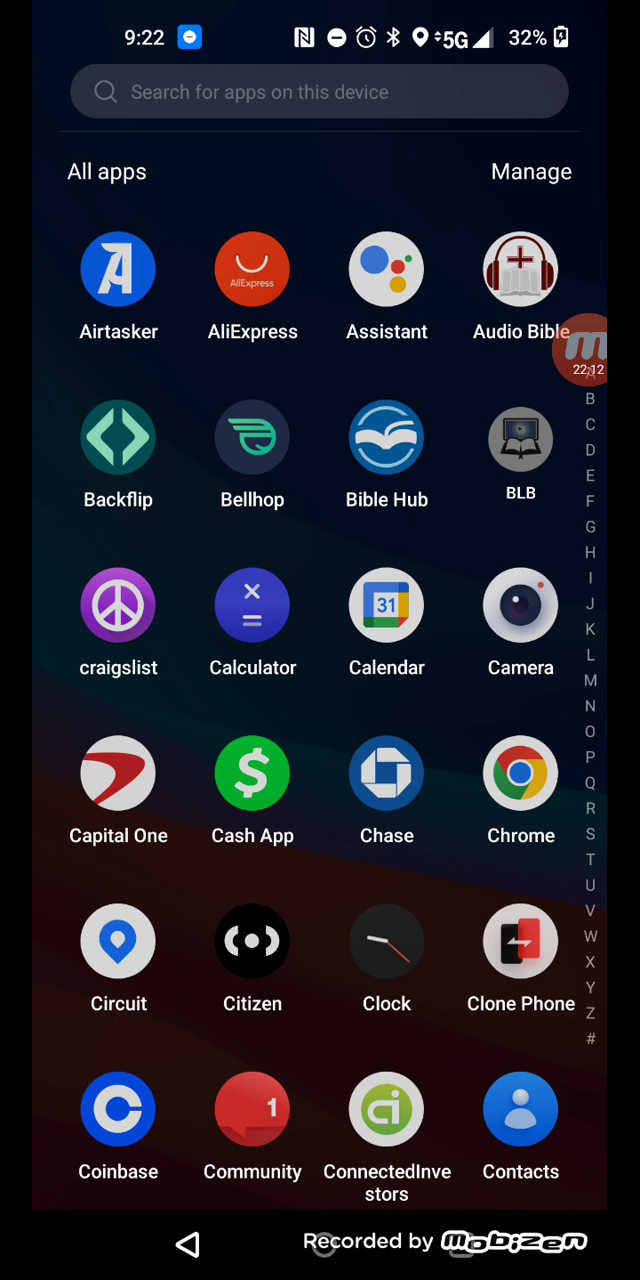 9:22 5G 32%
Search for apps on this device
All apps Manage
AliExpress
Airtasker AliExpress Assistant Audio Bible
22:12
A
B
Backflip Bellhop Bible Hub BLB
C
D
E
F
G
H
I
31
J
craigslist Calculator Calendar Camera
K
L
M
N
O
P
Q
R
Capital One Cash App Chase Chrome
S
T
U
V
W
X
Y
Circuit Citizen Clock Clone Phone
Z
#
1
Coinbase Community ConnectedInve Contacts
stors
Recorded by mobizen